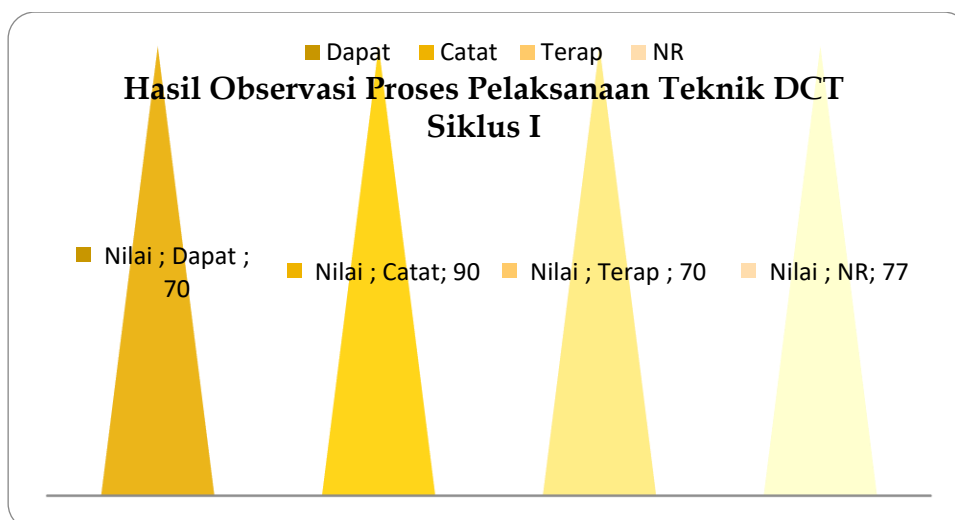 Dapat Catat Terap NR
Hasil Observasi Proses Pelaksanaan Teknik DCT
Siklus I
Nilai ; Dapat ;
70
Nilai ; Catat; 90
Nilai ; Terap ; 70
Nilai ; NR; 77